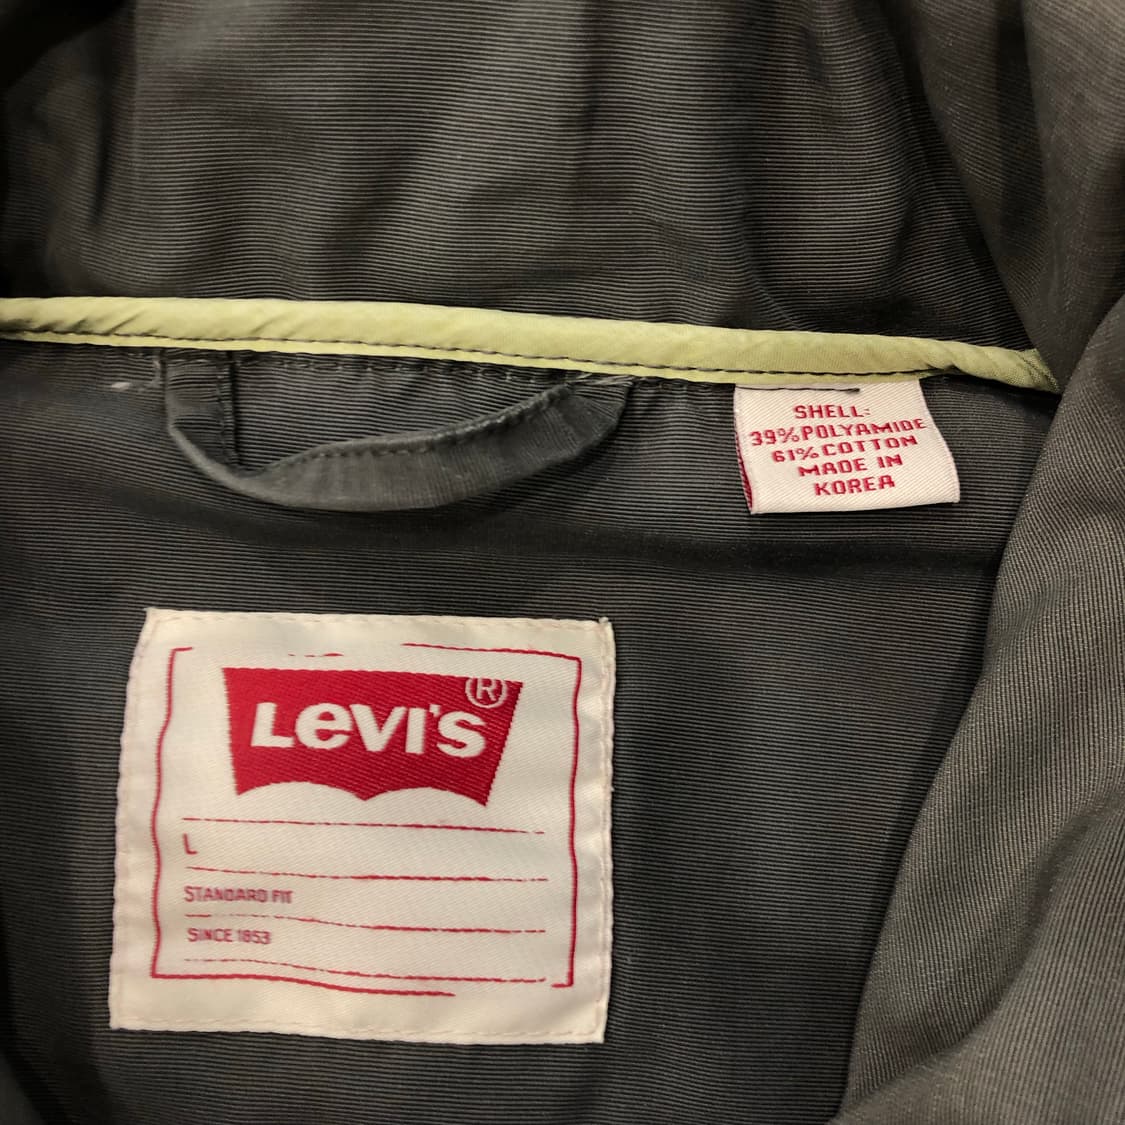 SHELL:
39%POLYAMIDE
61%COTTON
MADE IN
KOREA
Levi's®
L
STANDARD FIT
SINCE 1853